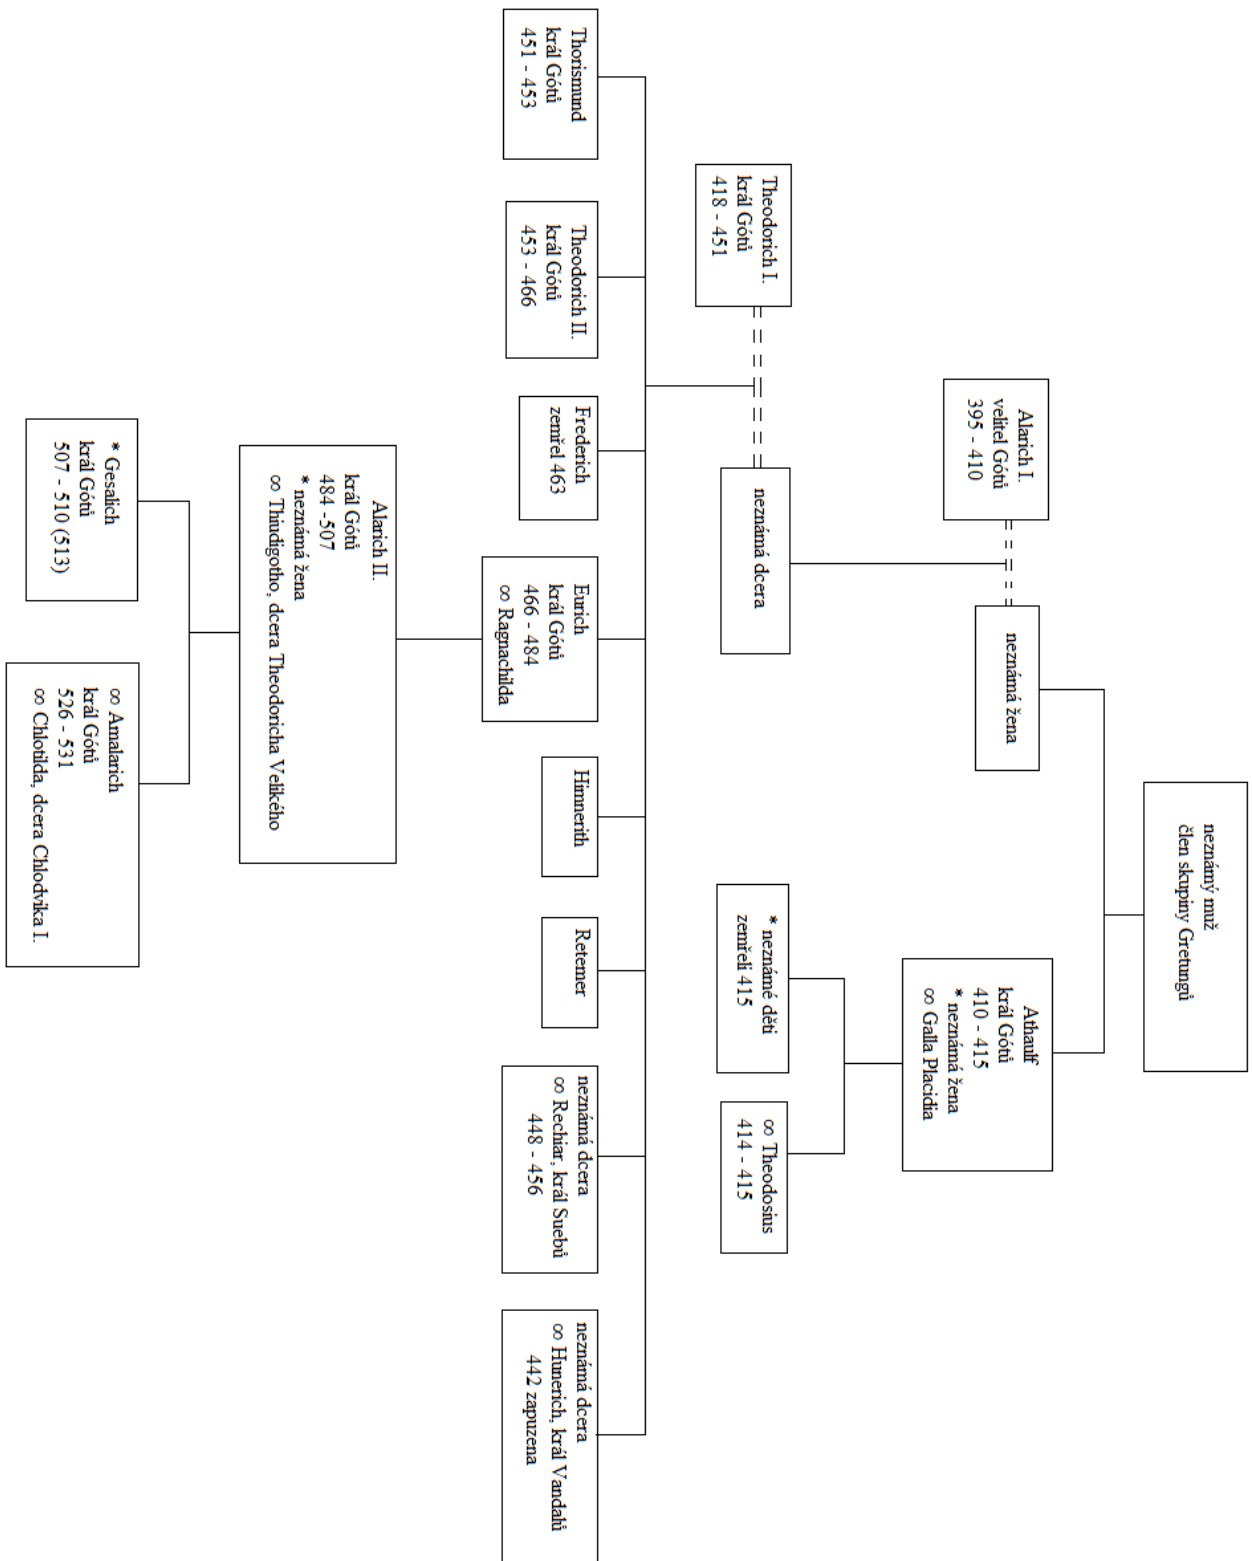 neznámý muž
člen skupiny Gretungů
Alarich I.
velitel Gótů
395 - 410
neznámá žena
Athaulf
král Gótů
410 - 415
* neznámá žena
∞ Galla Placidia
Theodorich I.
král Gótů
418 - 451
neznámá dcera
* neznámé děti
zemřeli 415
∞ Theodosius
414 - 415
Thorismund
král Gótů
451 - 453
Theodorich II.
král Gótů
453 - 466
Frederich
zemřel 463
Eurich
král Gótů
466 - 484
∞ Ragnachilda
Himnerith
Retemer
neznámá dcera
∞ Rechiar, král Suebů
448 - 456
neznámá dcera
∞ Hunerich, král Vandalů
442 zapuzena
Alarich II.
král Gótů
484 -507
* neznámá žena
∞ Thiudigotho, dcera Theodoricha Velikého
* Gesalich
král Gótů
507 - 510 (513)
∞ Amalarich
král Gótů
526 - 531
∞ Chlotilda, dcera Chlodvika I.